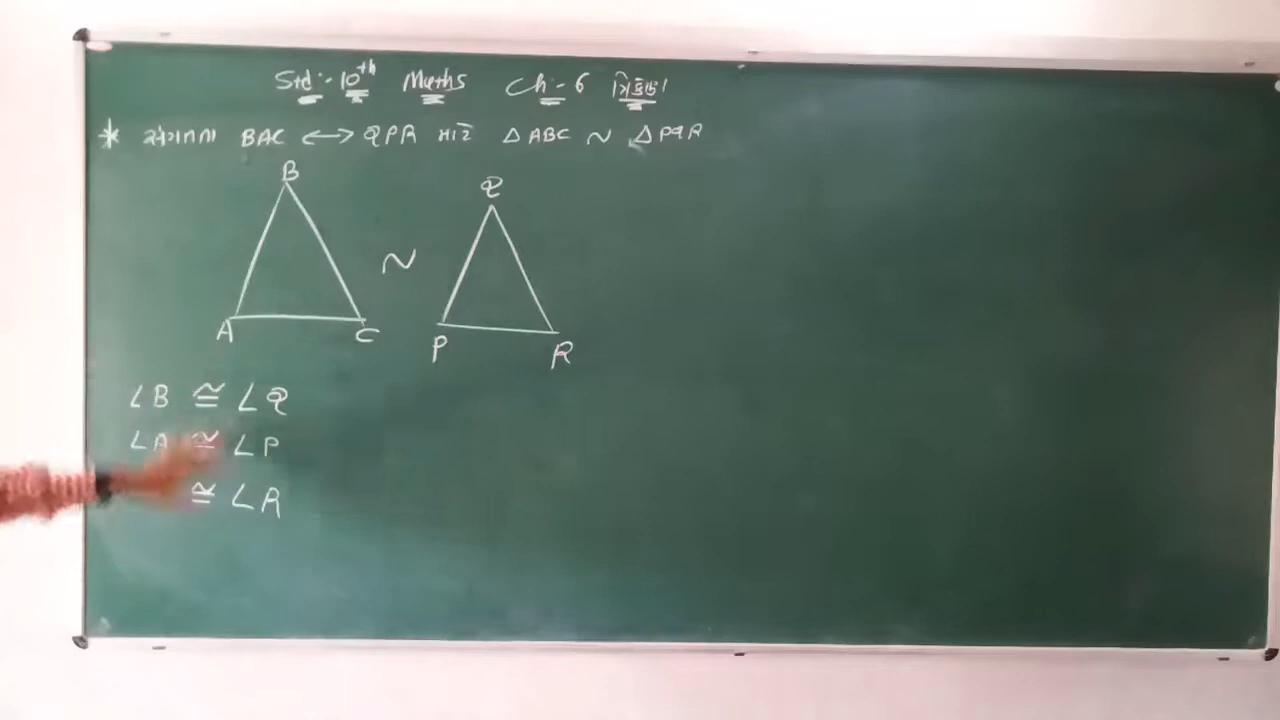 Std :- 10th Maths Ch - 6 ત્રિકોણ
* સંગતતા BAC ↔ QPR માટે △ ABC ~ △ PQR
B
Q
~
A C
P R
∠B ≅ ∠Q
∠A ≅ ∠P
≅ ∠R